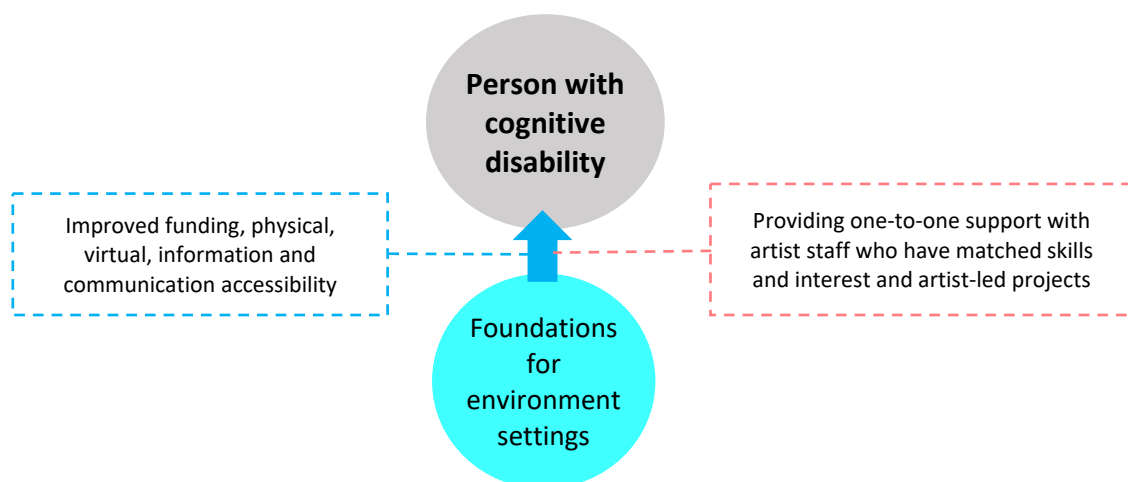 Person with
cognitive
disability
Improved funding, physical,
virtual, information and
communication accessibility
Providing one-to-one support with
artist staff who have matched skills
and interest and artist-led projects
Foundations
for
environment
settings